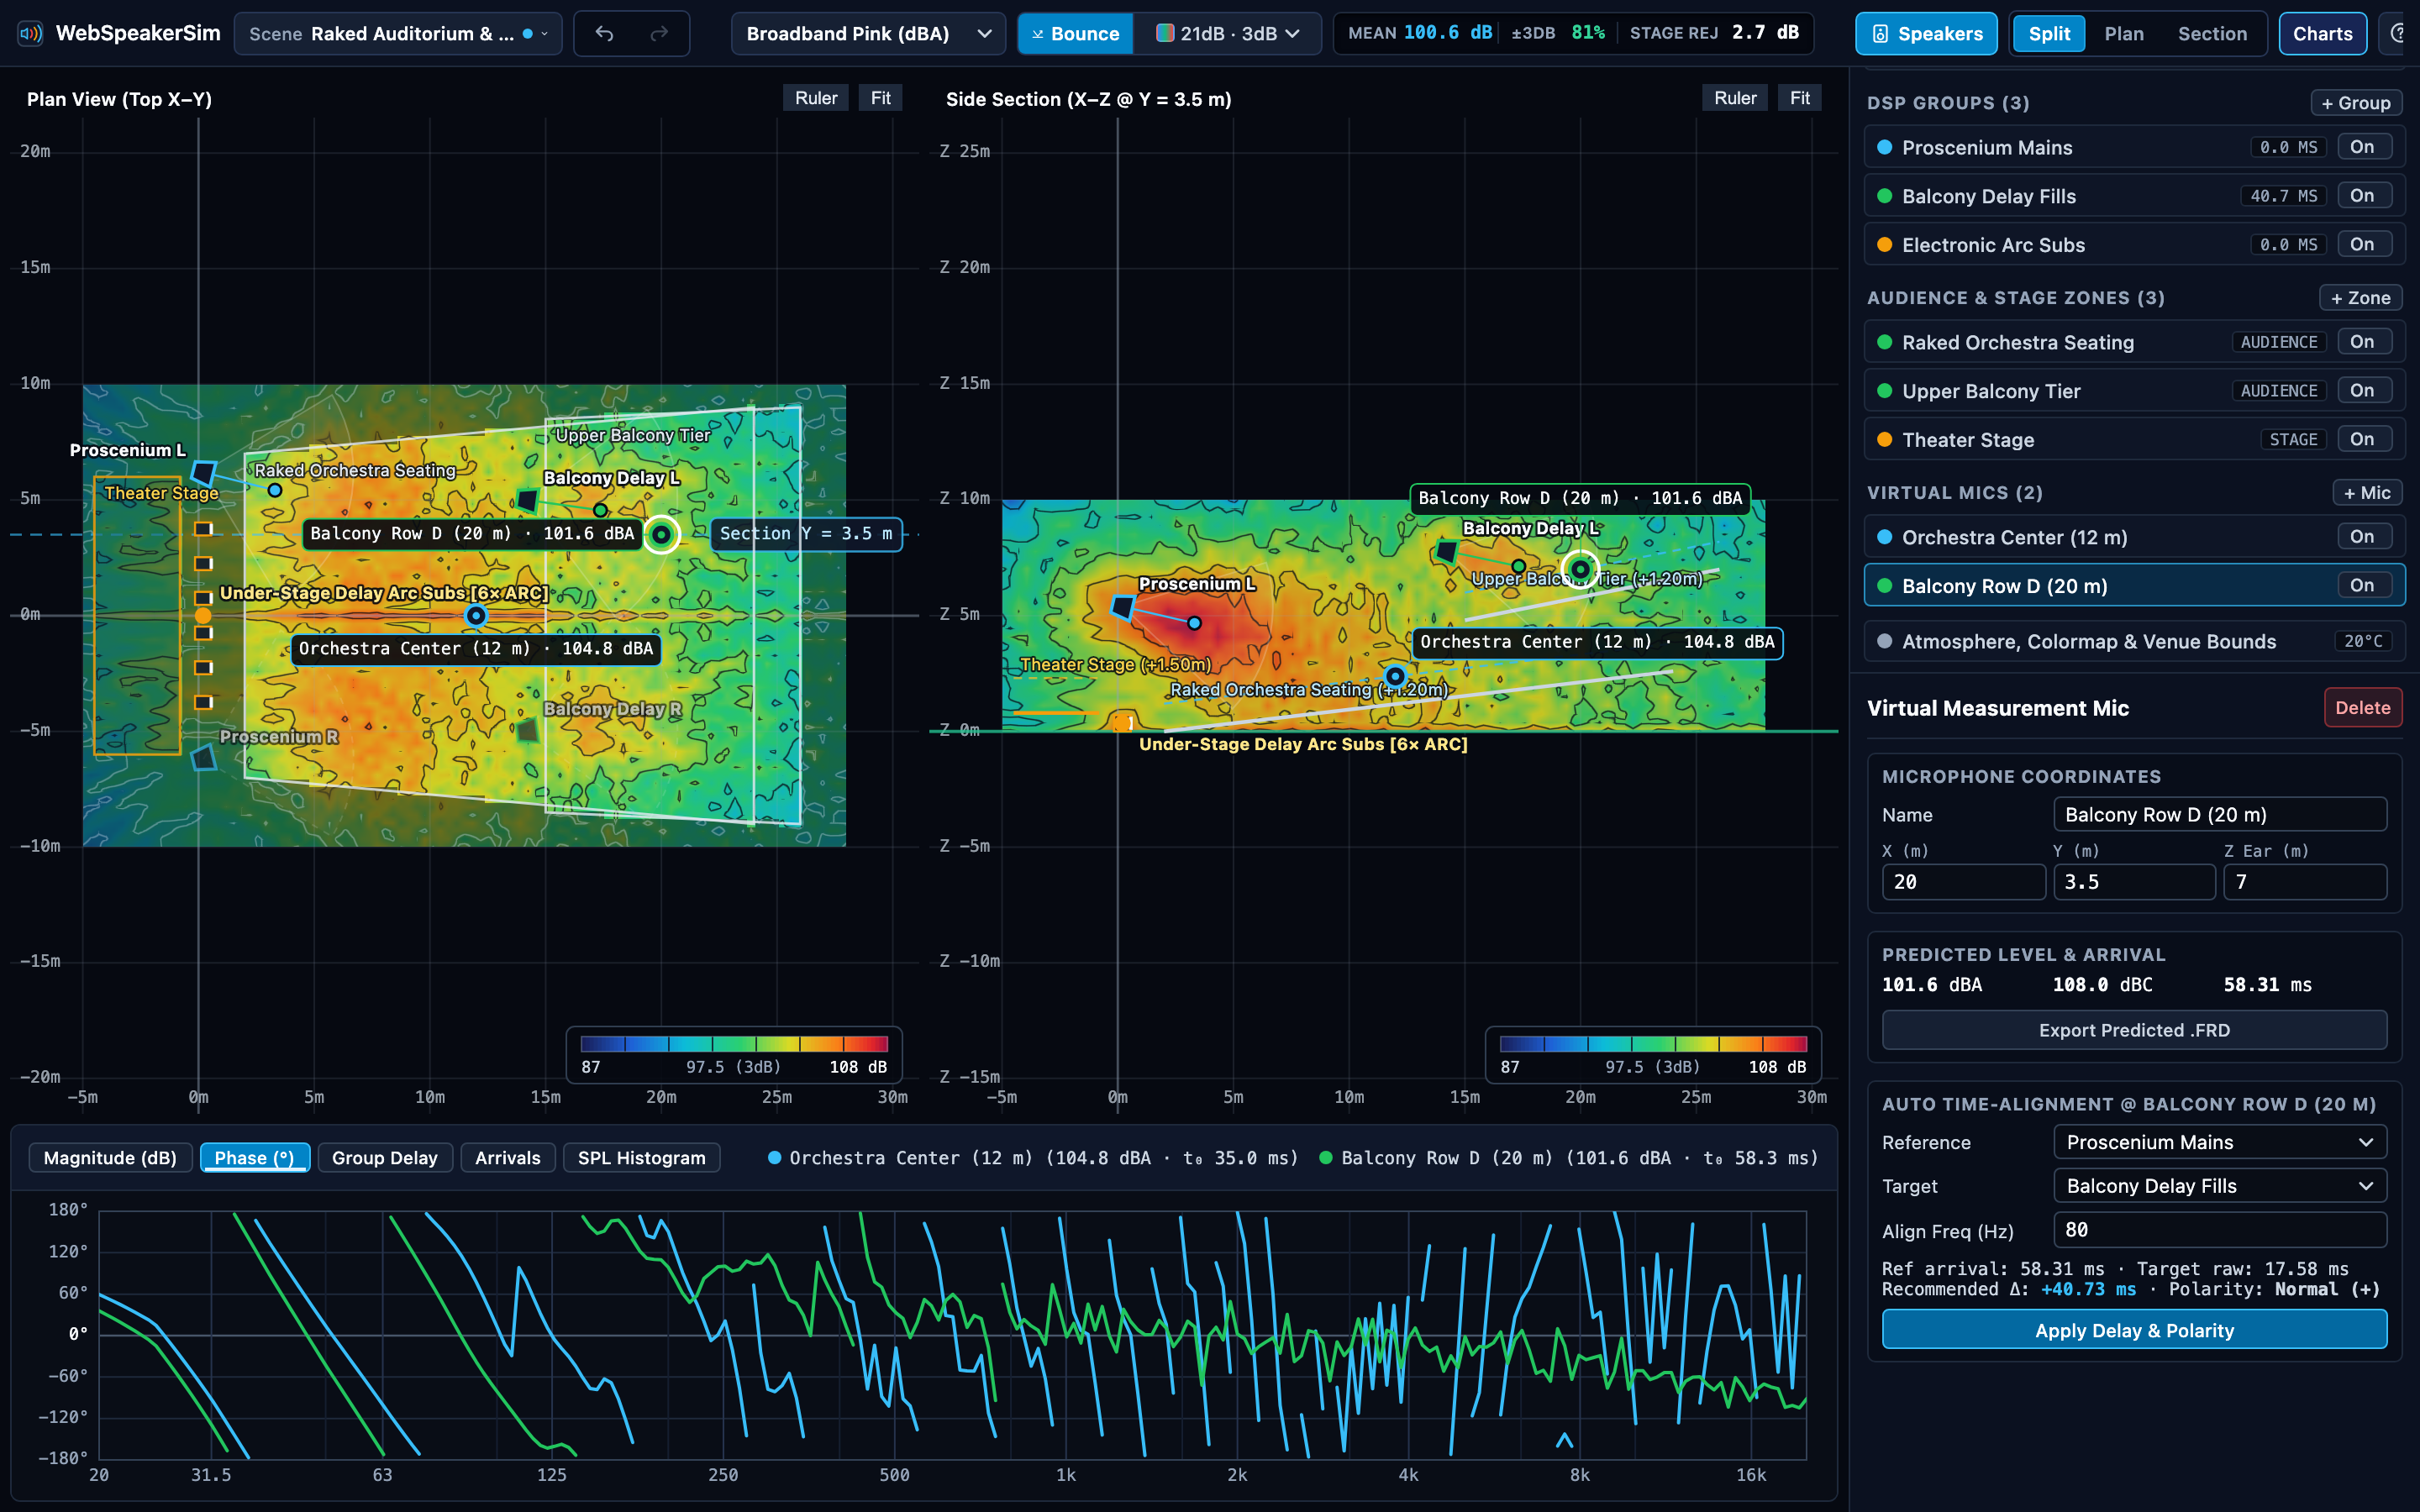 WebSpeakerSim
Scene Raked Auditorium & ...
Broadband Pink (dBA)
Bounce
21dB · 3dB
MEAN 100.6 dB ±3DB 81% STAGE REJ 2.7 dB
Speakers
Split Plan Section
Charts
Plan View (Top X–Y)
Ruler Fit
20m
15m
10m
5m
0m
−5m
−10m
−15m
−20m
−5m 0m 5m 10m 15m 20m 25m 30m
Proscenium L
Theater Stage
Raked Orchestra Seating
Upper Balcony Tier
Balcony Delay L
Balcony Row D (20 m) · 101.6 dBA
Section Y = 3.5 m
Under-Stage Delay Arc Subs [6× ARC]
Orchestra Center (12 m) · 104.8 dBA
Balcony Delay R
Proscenium R
87 97.5 (3dB) 108 dB
Side Section (X–Z @ Y = 3.5 m)
Ruler Fit
Z 25m
Z 20m
Z 15m
Z 10m
Z 5m
Z 0m
Z −5m
Z −10m
Z −15m
−5m 0m 5m 10m 15m 20m 25m 30m
Balcony Row D (20 m) · 101.6 dBA
Balcony Delay L
Upper Balcony Tier (+1.20m)
Proscenium L
Orchestra Center (12 m) · 104.8 dBA
Theater Stage (+1.50m)
Raked Orchestra Seating (+1.20m)
Under-Stage Delay Arc Subs [6× ARC]
87 97.5 (3dB) 108 dB
Magnitude (dB) Phase (°) Group Delay Arrivals SPL Histogram
Orchestra Center (12 m) (104.8 dBA · t₀ 35.0 ms) Balcony Row D (20 m) (101.6 dBA · t₀ 58.3 ms)
180°
120°
60°
0°
−60°
−120°
−180°
20 31.5 63 125 250 500 1k 2k 4k 8k 16k
DSP GROUPS (3) + Group
Proscenium Mains 0.0 MS On
Balcony Delay Fills 40.7 MS On
Electronic Arc Subs 0.0 MS On
AUDIENCE & STAGE ZONES (3) + Zone
Raked Orchestra Seating AUDIENCE On
Upper Balcony Tier AUDIENCE On
Theater Stage STAGE On
VIRTUAL MICS (2) + Mic
Orchestra Center (12 m) On
Balcony Row D (20 m) On
Atmosphere, Colormap & Venue Bounds 20°C
Virtual Measurement Mic Delete
MICROPHONE COORDINATES
Name Balcony Row D (20 m)
X (m) Y (m) Z Ear (m)
20 3.5 7
PREDICTED LEVEL & ARRIVAL
101.6 dBA 108.0 dBC 58.31 ms
Export Predicted .FRD
AUTO TIME-ALIGNMENT @ BALCONY ROW D (20 M)
Reference Proscenium Mains
Target Balcony Delay Fills
Align Freq (Hz) 80
Ref arrival: 58.31 ms · Target raw: 17.58 ms
Recommended Δ: +40.73 ms · Polarity: Normal (+)
Apply Delay & Polarity